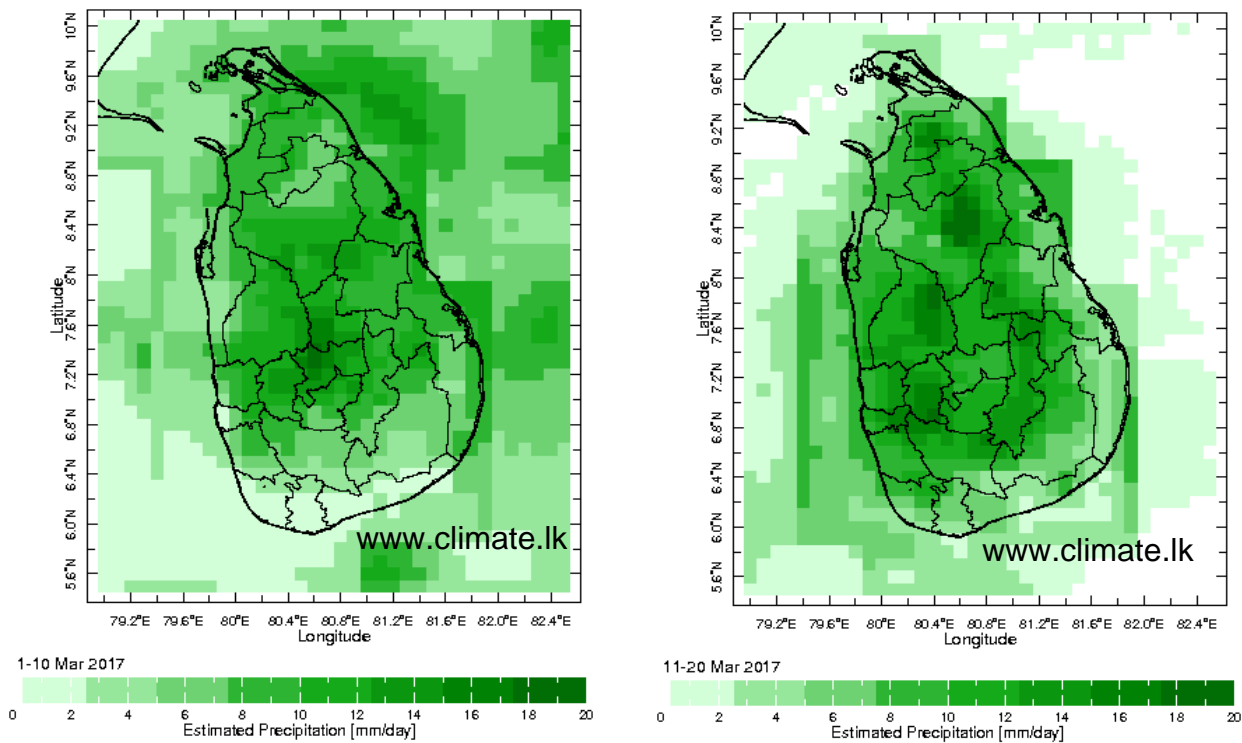 10°N
9.6°N
9.2°N
8.8°N
8.4°N
8°N
7.6°N
7.2°N
6.8°N
6.4°N
6.0°N
5.6°N
Latitude
www.climate.lk
79.2°E 79.6°E 80°E 80.4°E 80.8°E 81.2°E 81.6°E 82.0°E 82.4°E
Longitude
1-10 Mar 2017
0 2 4 6 8 10 12 14 16 18 20
Estimated Precipitation [mm/day]
10°N
9.6°N
9.2°N
8.8°N
8.4°N
8°N
7.6°N
7.2°N
6.8°N
6.4°N
6.0°N
5.6°N
Latitude
www.climate.lk
79.2°E 79.6°E 80°E 80.4°E 80.8°E 81.2°E 81.6°E 82.0°E 82.4°E
Longitude
11-20 Mar 2017
0 2 4 6 8 10 12 14 16 18 20
Estimated Precipitation [mm/day]